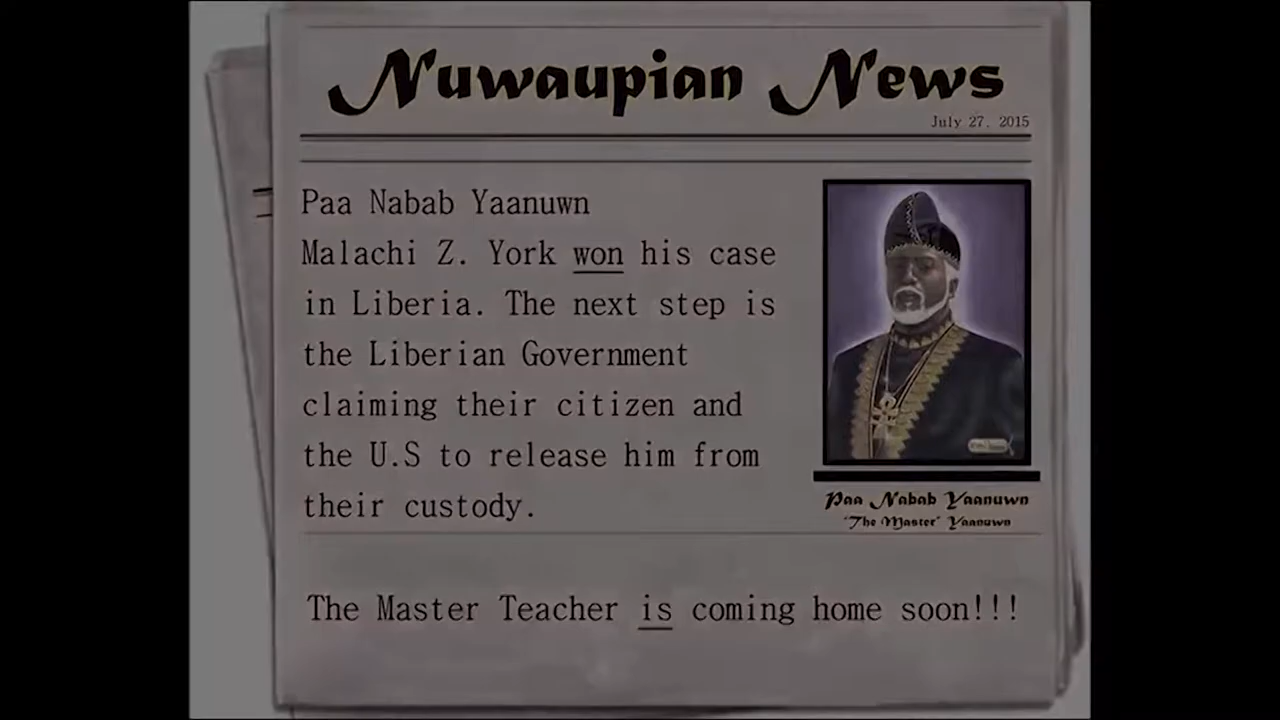 Nuwaupian News
July 27, 2015
Paa Nabab Yaanuwn
Malachi Z. York won his case
in Liberia. The next step is
the Liberian Government
claiming their citizen and
the U.S to release him from
their custody.
Paa Nabab Yaanuwn
"The Master" Yaanuwn
The Master Teacher is coming home soon!!!